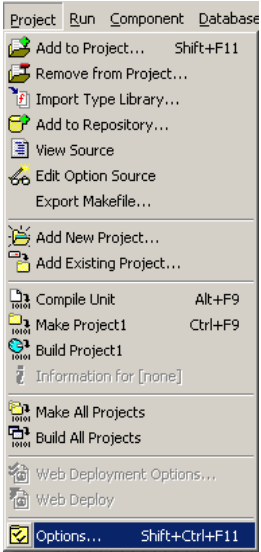 Project Run Component Database
Add to Project... Shift+F11
Remove from Project...
Import Type Library...
Add to Repository...
View Source
Edit Option Source
Export Makefile...
Add New Project...
Add Existing Project...
Compile Unit Alt+F9
Make Project1 Ctrl+F9
Build Project1
Information for [none]
Make All Projects
Build All Projects
Web Deployment Options...
Web Deploy
Options... Shift+Ctrl+F11